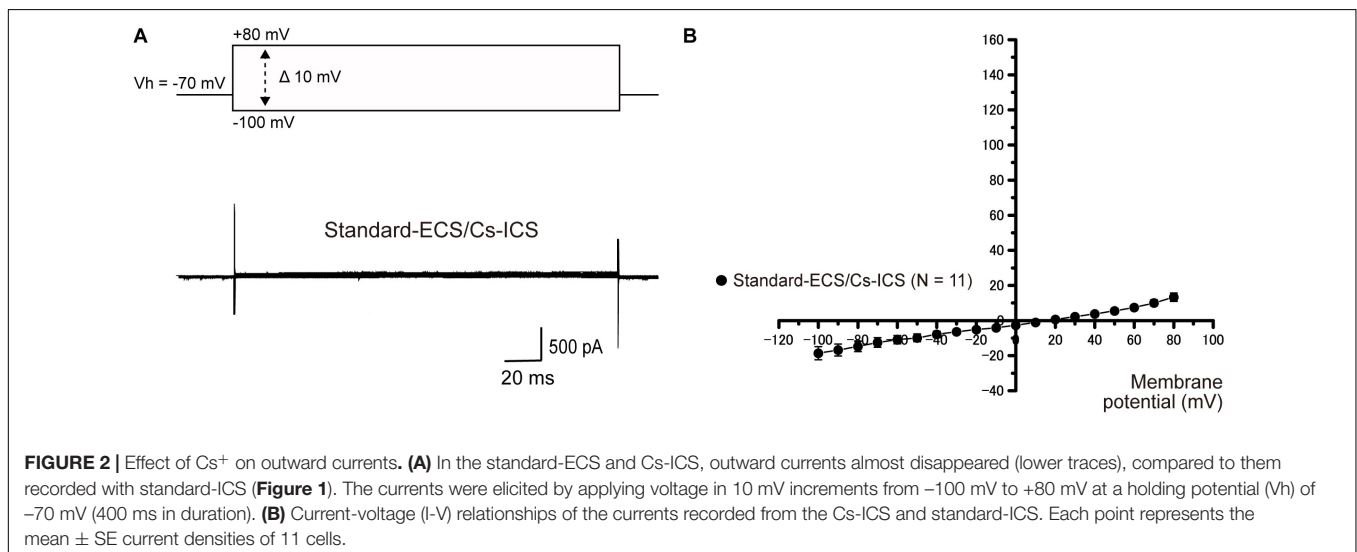 A
+80 mV
Δ 10 mV
Vh = -70 mV
-100 mV
Standard-ECS/Cs-ICS
500 pA
20 ms
B
160
140
120
100
80
60
40
20
0
−20
−40
−120 −100 −80 −60 −40 −20 0 20 40 60 80 100
Standard-ECS/Cs-ICS (N = 11)
Membrane
potential (mV)
FIGURE 2 | Effect of Cs+ on outward currents. (A) In the standard-ECS and Cs-ICS, outward currents almost disappeared (lower traces), compared to them
recorded with standard-ICS (Figure 1). The currents were elicited by applying voltage in 10 mV increments from –100 mV to +80 mV at a holding potential (Vh) of
–70 mV (400 ms in duration). (B) Current-voltage (I-V) relationships of the currents recorded from the Cs-ICS and standard-ICS. Each point represents the
mean ± SE current densities of 11 cells.